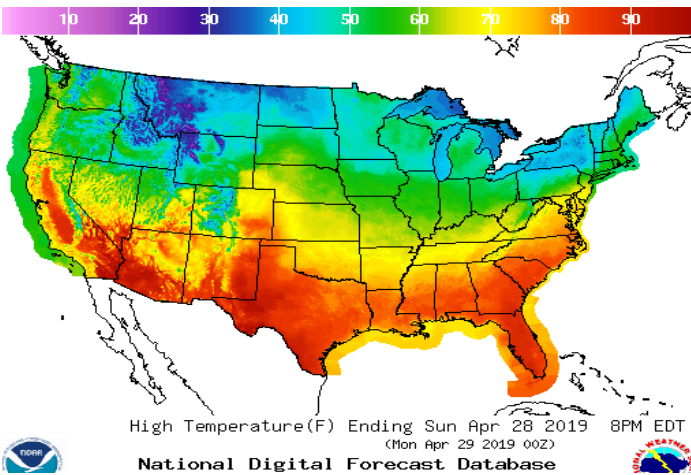 10 20 30 40 50 60 70 80 90
High Temperature(F) Ending Sun Apr 28 2019 8PM EDT
(Mon Apr 29 2019 00Z)
National Digital Forecast Database
NOAA